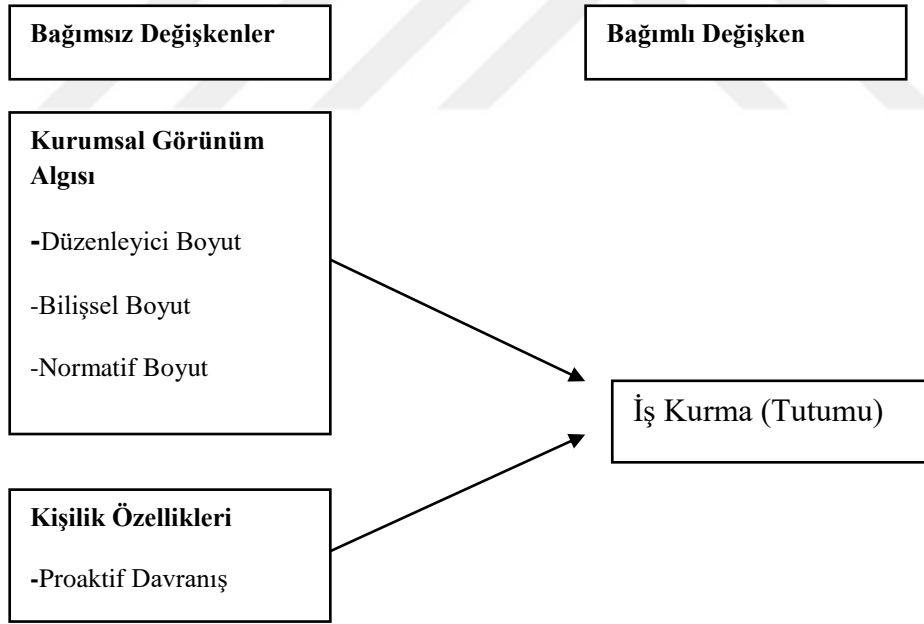 Bağımsız Değişkenler
Bağımlı Değişken
Kurumsal Görünüm
Algısı
-Düzenleyici Boyut
-Bilişsel Boyut
-Normatif Boyut
İş Kurma (Tutumu)
Kişilik Özellikleri
-Proaktif Davranış